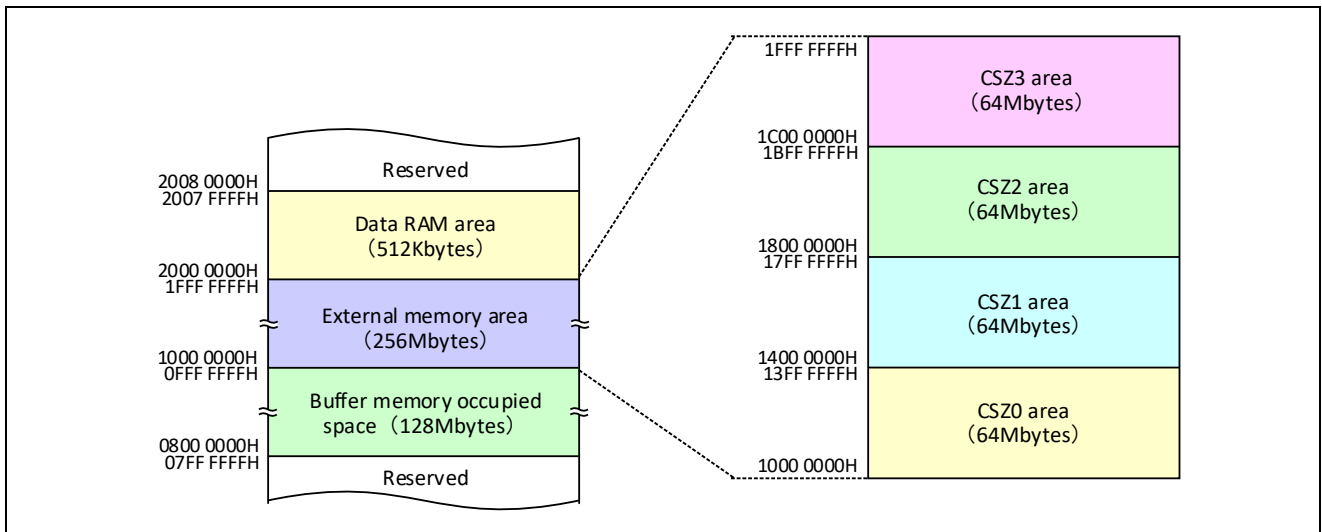 Reserved
2008 0000H
2007 FFFFH
Data RAM area
（512Kbytes）
2000 0000H
1FFF FFFFH
External memory area
（256Mbytes）
1000 0000H
0FFF FFFFH
Buffer memory occupied
space（128Mbytes）
0800 0000H
07FF FFFFH
Reserved
1FFF FFFFH
CSZ3 area
（64Mbytes）
1C00 0000H
1BFF FFFFH
CSZ2 area
（64Mbytes）
1800 0000H
17FF FFFFH
CSZ1 area
（64Mbytes）
1400 0000H
13FF FFFFH
CSZ0 area
（64Mbytes）
1000 0000H